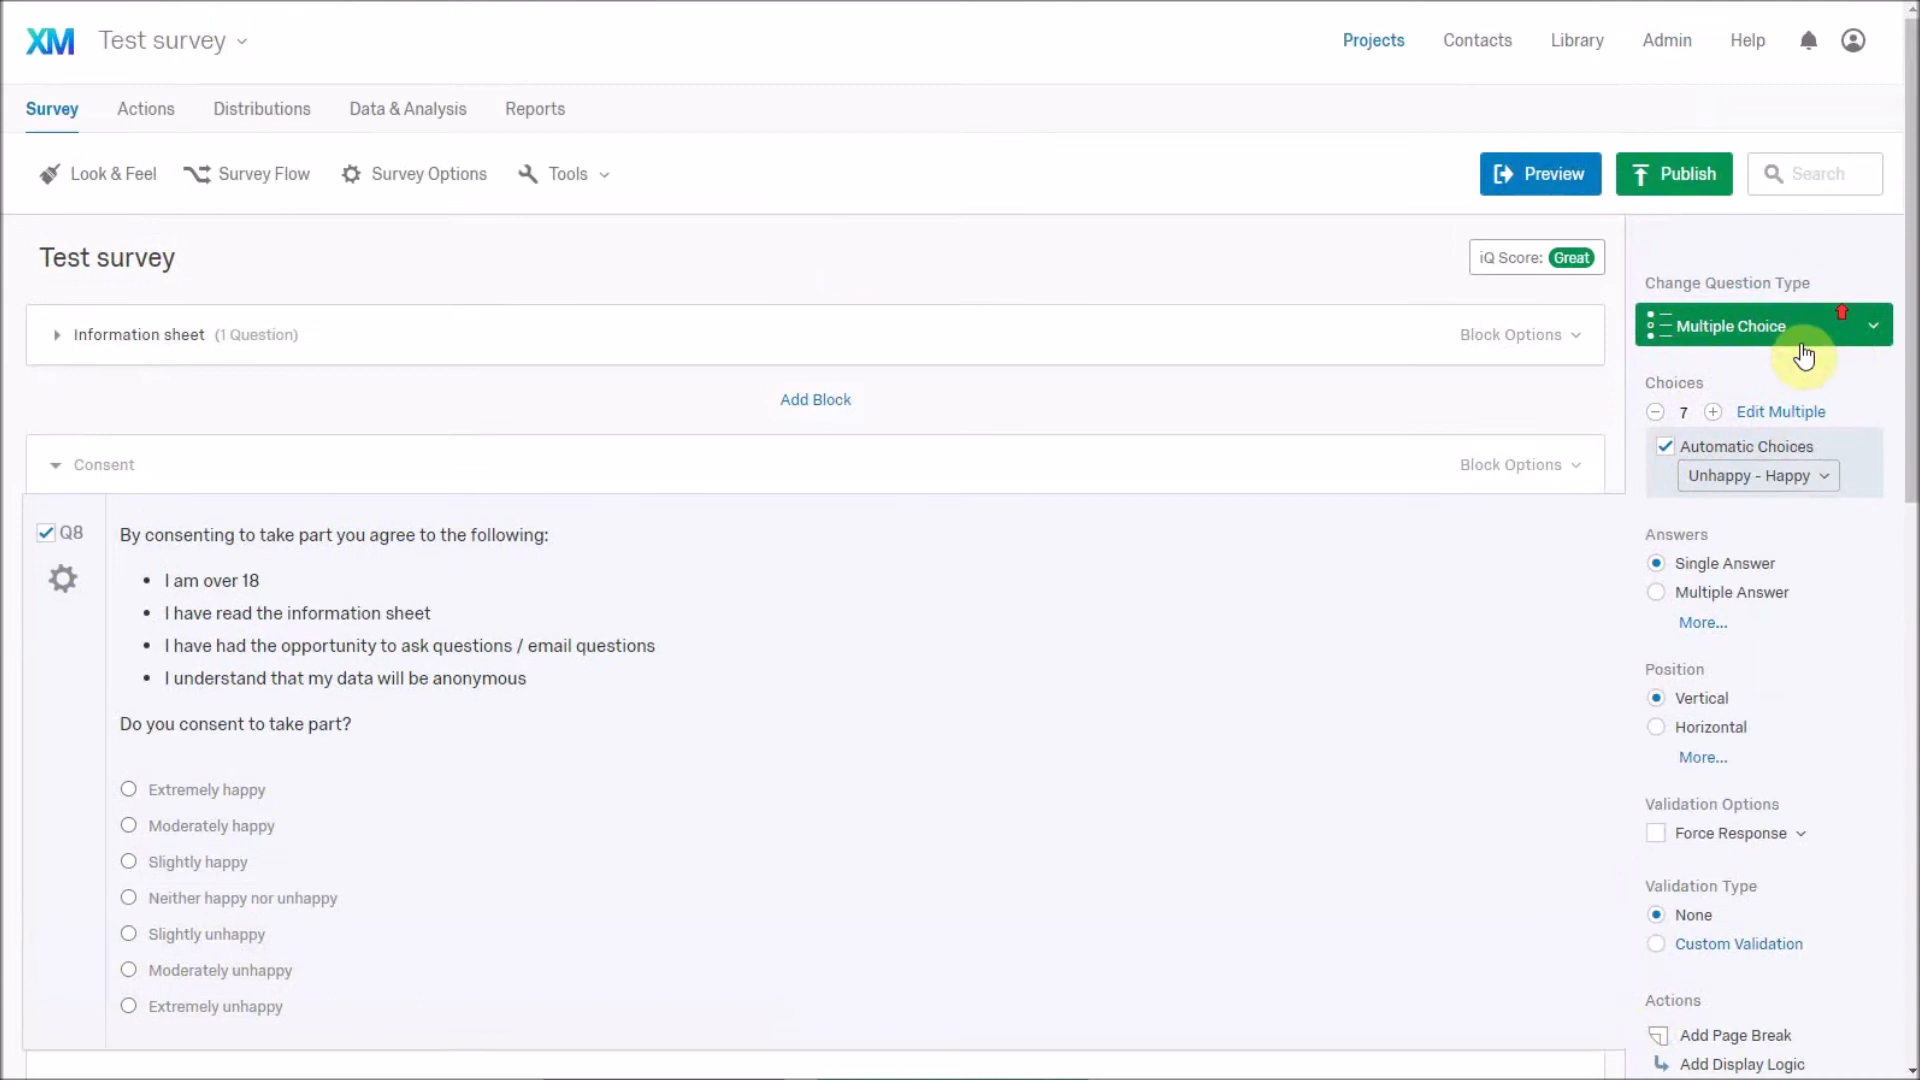 XM Test survey
Projects Contacts Library Admin Help
Survey Actions Distributions Data & Analysis Reports
Look & Feel Survey Flow Survey Options Tools
Preview Publish Search
Test survey
iQ Score: Great
Information sheet (1 Question)
Block Options
Add Block
Consent
Block Options
Q8
By consenting to take part you agree to the following:
• I am over 18
• I have read the information sheet
• I have had the opportunity to ask questions / email questions
• I understand that my data will be anonymous
Do you consent to take part?
Extremely happy
Moderately happy
Slightly happy
Neither happy nor unhappy
Slightly unhappy
Moderately unhappy
Extremely unhappy
Change Question Type
Multiple Choice
Choices
7 Edit Multiple
Automatic Choices
Unhappy - Happy
Answers
Single Answer
Multiple Answer
More...
Position
Vertical
Horizontal
More...
Validation Options
Force Response
Validation Type
None
Custom Validation
Actions
Add Page Break
Add Display Logic